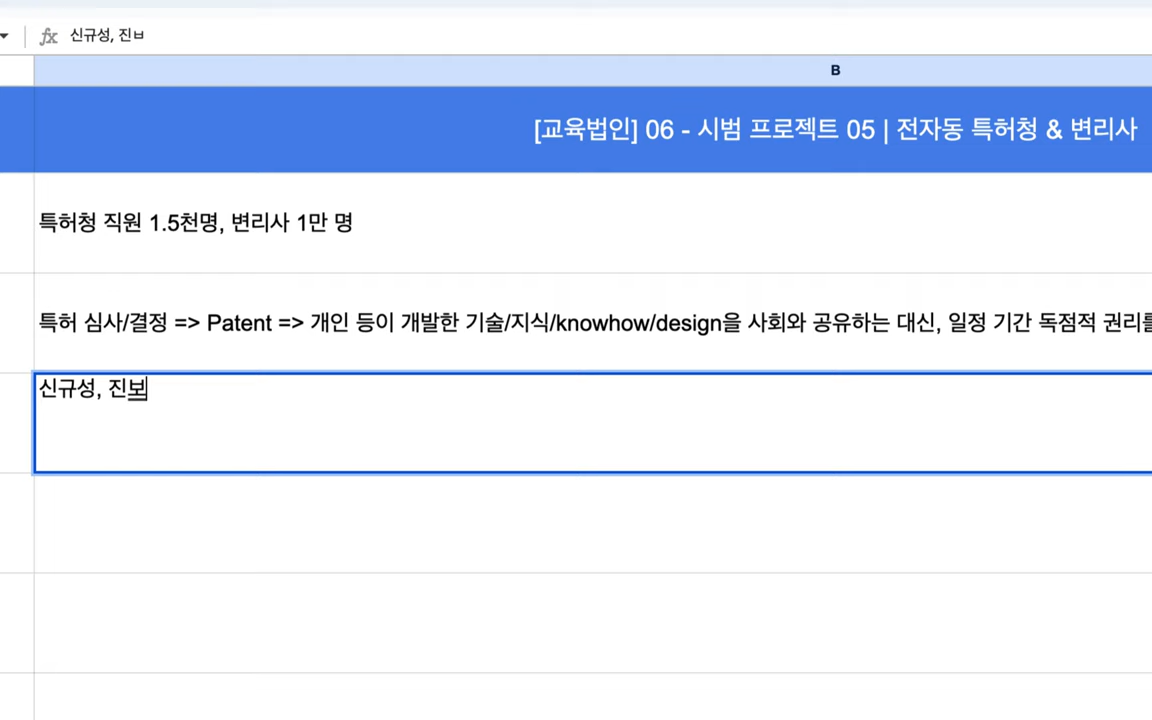 fx 신규성, 진ㅂ
B
[교육법인] 06 - 시범 프로젝트 05 | 전자동 특허청 & 변리사
특허청 직원 1.5천명, 변리사 1만 명
특허 심사/결정 => Patent => 개인 등이 개발한 기술/지식/knowhow/design을 사회와 공유하는 대신, 일정 기간 독점적 권리를
신규성, 진보